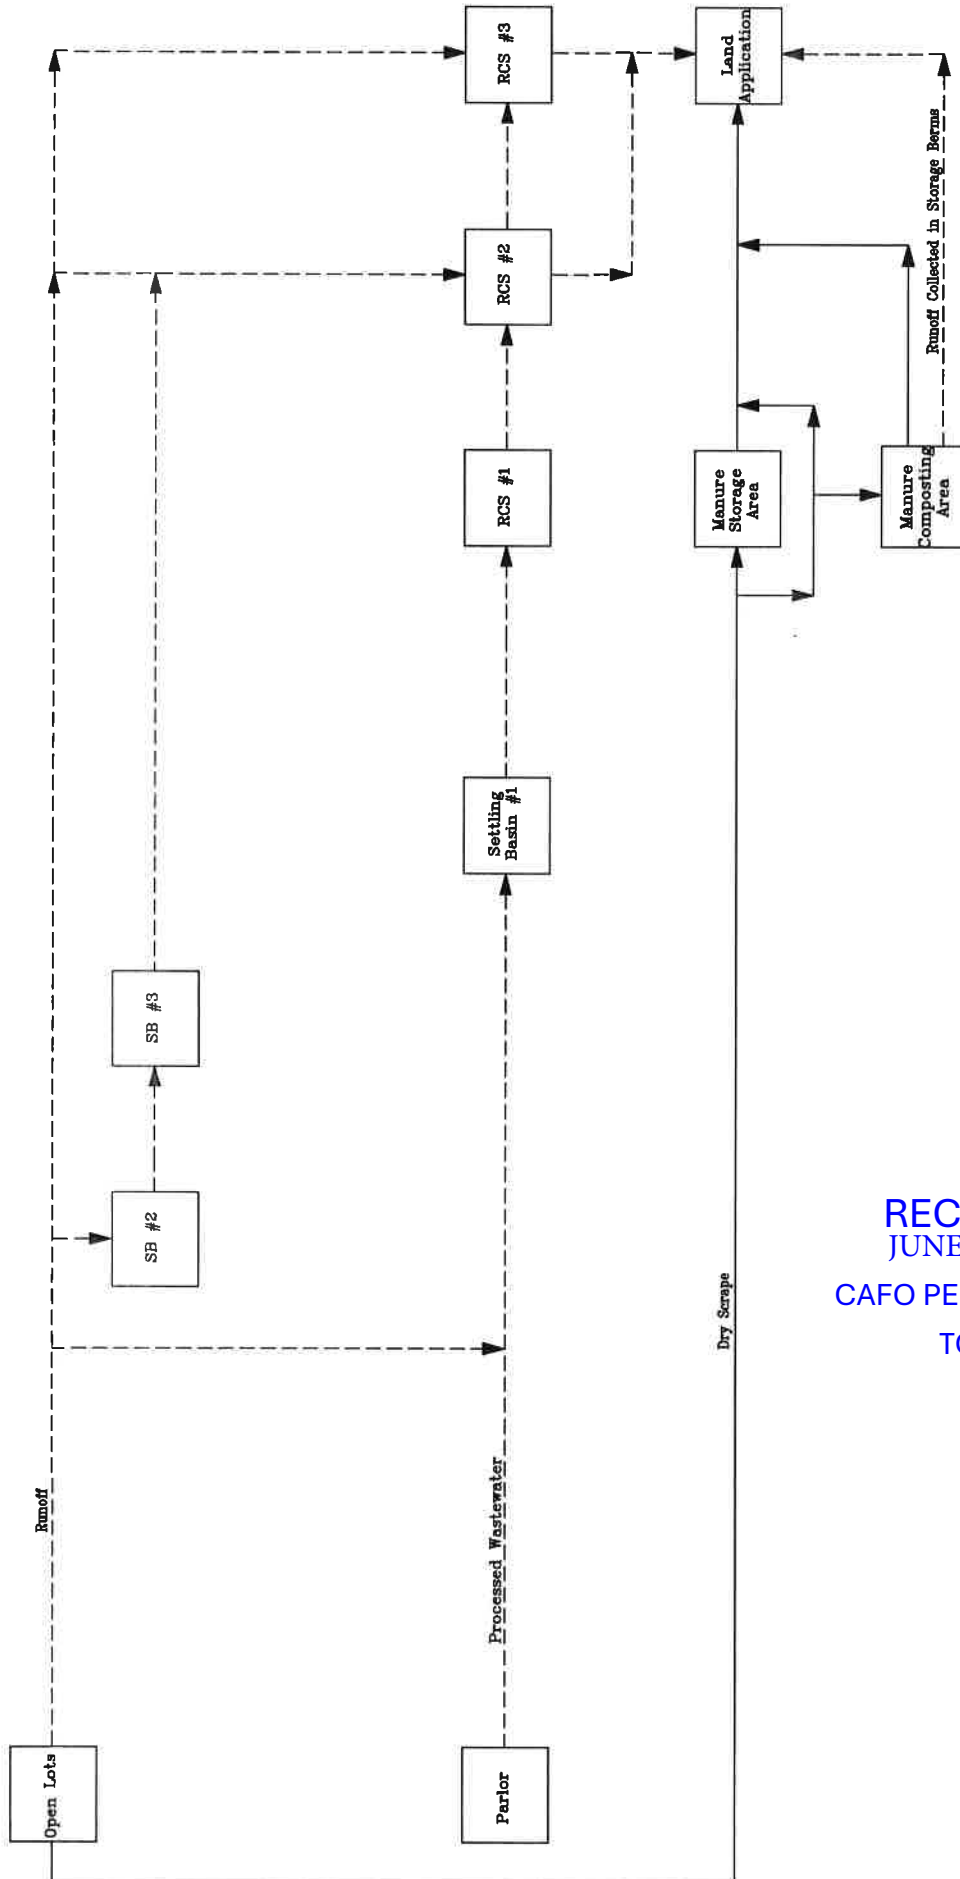 Open Lots
Runoff
SB #2
SB #3
Parlor
Processed Wastewater
Settling
Basin #1
RCS #1
RCS #2
RCS #3
Dry Scrape
Manure
Storage
Area
Land
Application
Manure
Composting
Area
Runoff Collected in Storage Berms
REC
JUNE
CAFO PE